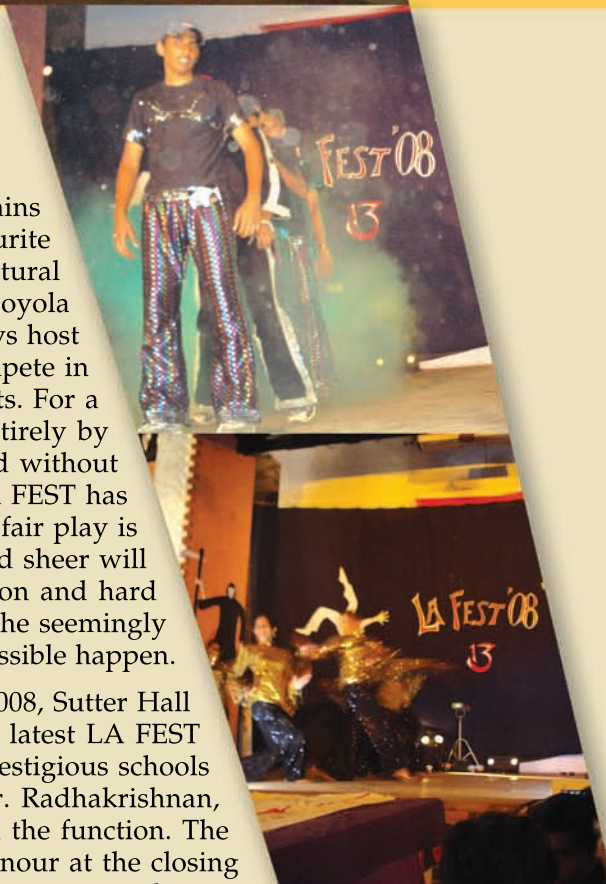 FEST'08
13
ains
urite
tural
oyola
ys host
pete in
ts. For a
tirely by
d without
FEST has
fair play is
d sheer will
on and hard
he seemingly
ssible happen.
008, Sutter Hall
latest LA FEST
estigious schools
r. Radhakrishnan,
the function. The
nour at the closing
LA FEST'08
13